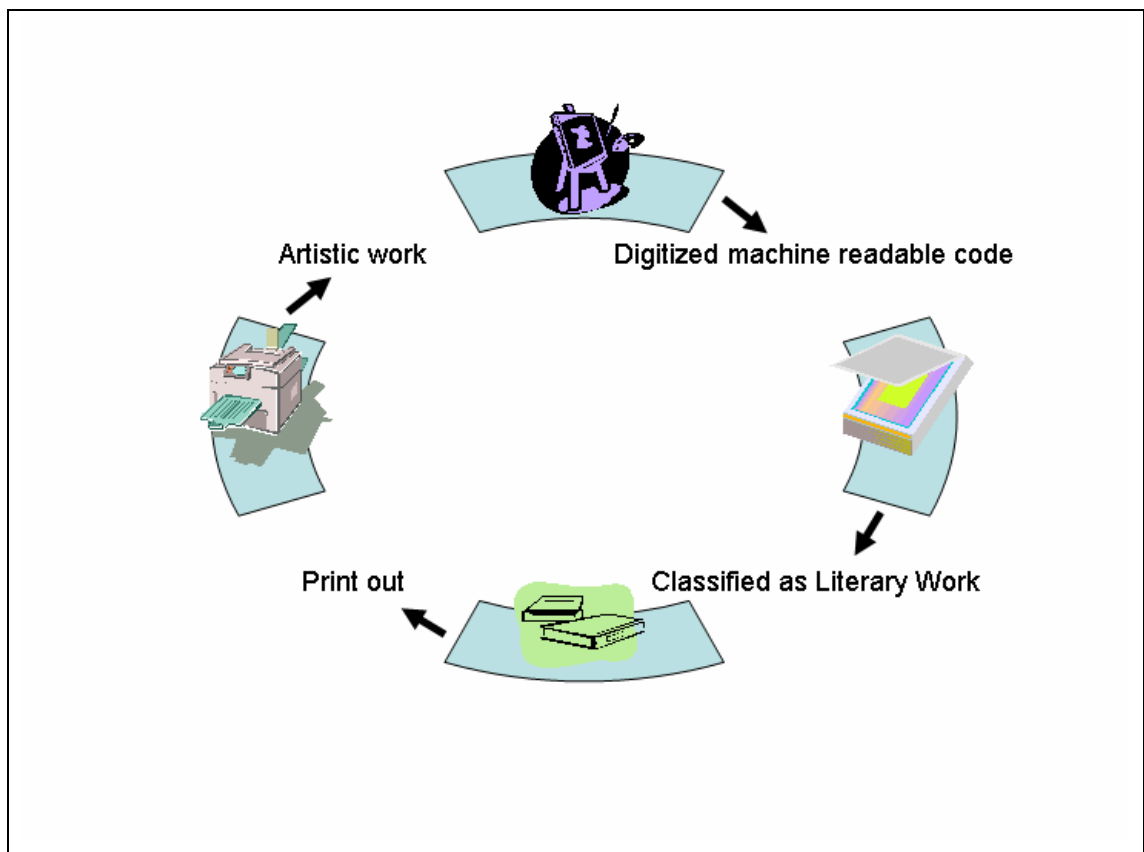 Artistic work
Digitized machine readable code
Print out
Classified as Literary Work